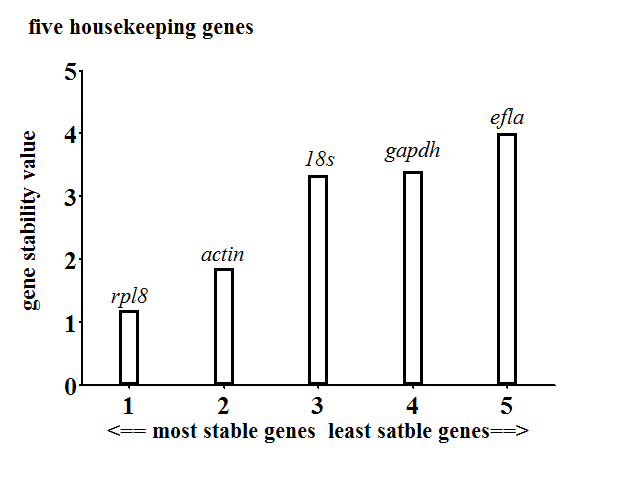 five housekeeping genes
5
4
3
2
1
0
gene stability value
rpl8
actin
18s
gapdh
efla
1 2 3 4 5
<== most stable genes least satble genes==>